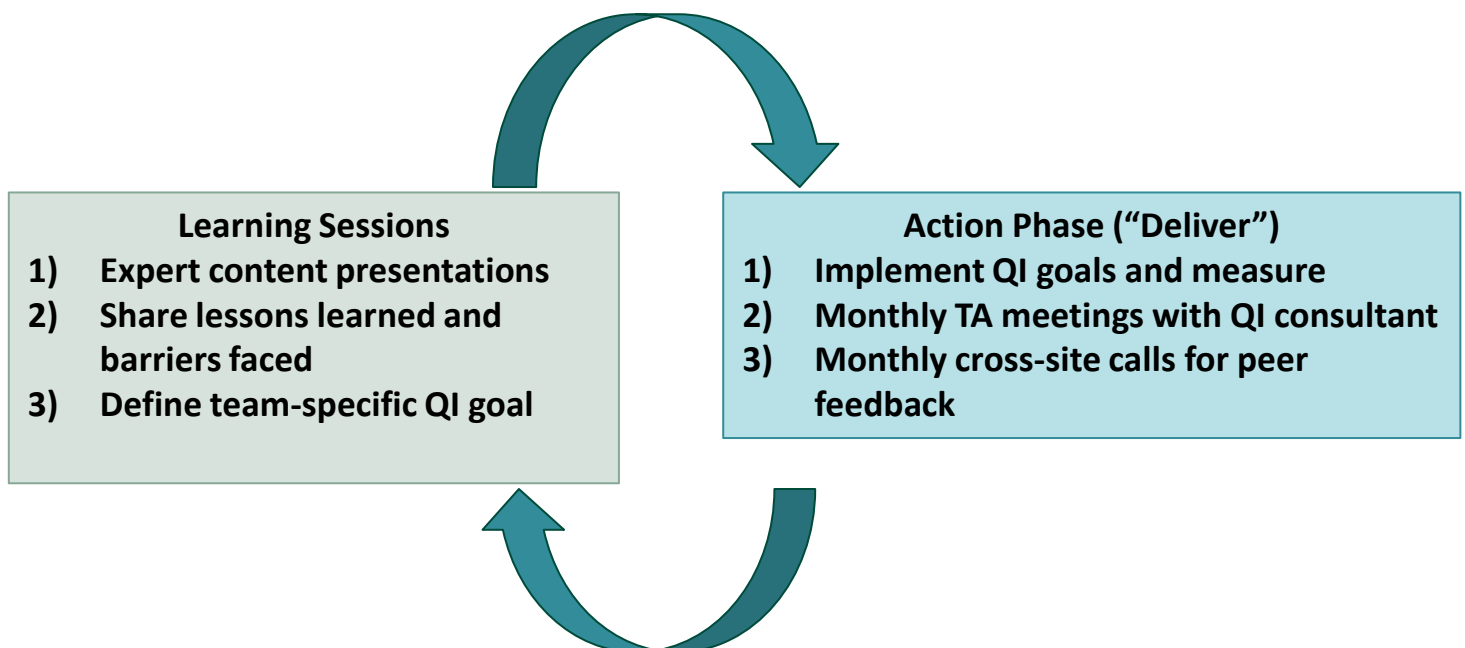 Learning Sessions
1) Expert content presentations
2) Share lessons learned and
barriers faced
3) Define team-specific QI goal
Action Phase (“Deliver”)
1) Implement QI goals and measure
2) Monthly TA meetings with QI consultant
3) Monthly cross-site calls for peer
feedback